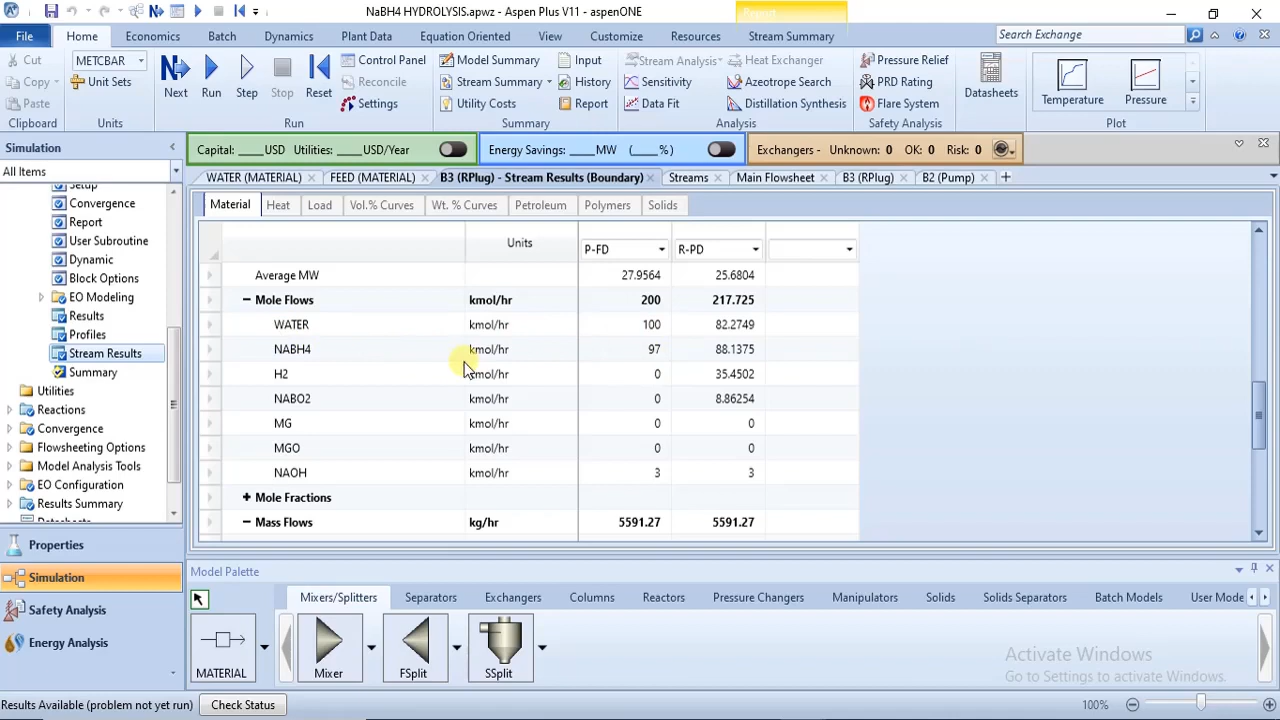 NaBH4 HYDROLYSIS.apwz - Aspen Plus V11 - aspenONE
File Home Economics Batch Dynamics Plant Data Equation Oriented View Customize Resources Stream Summary Search Exchange
Cut METCBAR Control Panel Model Summary Input Stream Analysis Heat Exchanger Pressure Relief
Copy Unit Sets Next Run Step Stop Reset Reconcile Stream Summary History Sensitivity Azeotrope Search PRD Rating Datasheets Temperature Pressure
Paste Settings Utility Costs Report Data Fit Distillation Synthesis Flare System
Clipboard Units Run Summary Analysis Safety Analysis Plot
Simulation Capital: ____USD Utilities: ____USD/Year Energy Savings: ____MW (____%) Exchangers - Unknown: 0 OK: 0 Risk: 0
All Items WATER (MATERIAL) FEED (MATERIAL) B3 (RPlug) - Stream Results (Boundary) Streams Main Flowsheet B3 (RPlug) B2 (Pump)
Setup
Convergence
Report
User Subroutine
Dynamic
Block Options
EO Modeling
Results
Profiles
Stream Results
Summary
Utilities
Reactions
Convergence
Flowsheeting Options
Model Analysis Tools
EO Configuration
Results Summary
Datasheets
Properties
Simulation
Safety Analysis
Energy Analysis
Material Heat Load Vol.% Curves Wt. % Curves Petroleum Polymers Solids
Units P-FD R-PD
Average MW 27.9564 25.6804
Mole Flows kmol/hr 200 217.725
WATER kmol/hr 100 82.2749
NABH4 kmol/hr 97 88.1375
H2 kmol/hr 0 35.4502
NABO2 kmol/hr 0 8.86254
MG kmol/hr 0 0
MGO kmol/hr 0 0
NAOH kmol/hr 3 3
Mole Fractions
Mass Flows kg/hr 5591.27 5591.27
Model Palette
Mixers/Splitters Separators Exchangers Columns Reactors Pressure Changers Manipulators Solids Solids Separators Batch Models User Mode
MATERIAL Mixer FSplit SSplit
Activate Windows
Go to Settings to activate Windows.
Results Available (problem not yet run) Check Status 100%